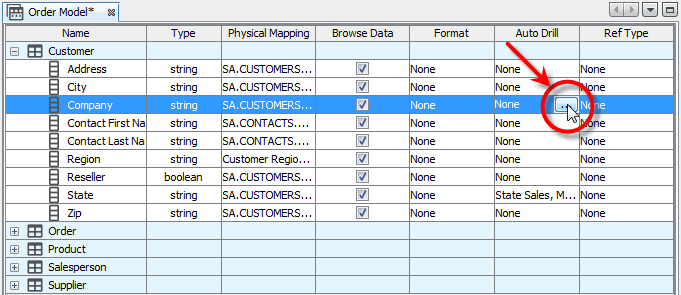 Order Model*
Name Type Physical Mapping Browse Data Format Auto Drill Ref Type
Customer
Address string SA.CUSTOMERS... None None None
City string SA.CUSTOMERS... None None None
Company string SA.CUSTOMERS... None None ... None
Contact First Na string SA.CONTACTS.... None None None
Contact Last Na string SA.CONTACTS.... None None None
Region string Customer Regio... None None None
Reseller boolean SA.CUSTOMERS... None None None
State string SA.CUSTOMERS... None State Sales, M... None
Zip string SA.CUSTOMERS... None None None
Order
Product
Salesperson
Supplier